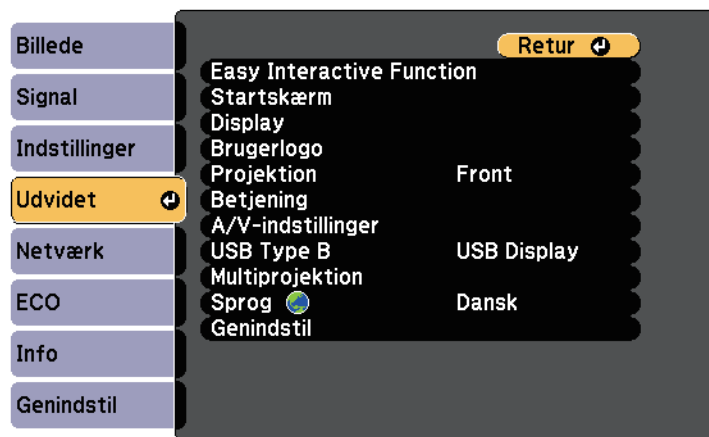 Billede
Signal
Indstillinger
Udvidet
Netværk
ECO
Info
Genindstil
Retur
Easy Interactive Function
Startskærm
Display
Brugerlogo
Projektion Front
Betjening
A/V-indstillinger
USB Type B USB Display
Multiprojektion
Sprog Dansk
Genindstil